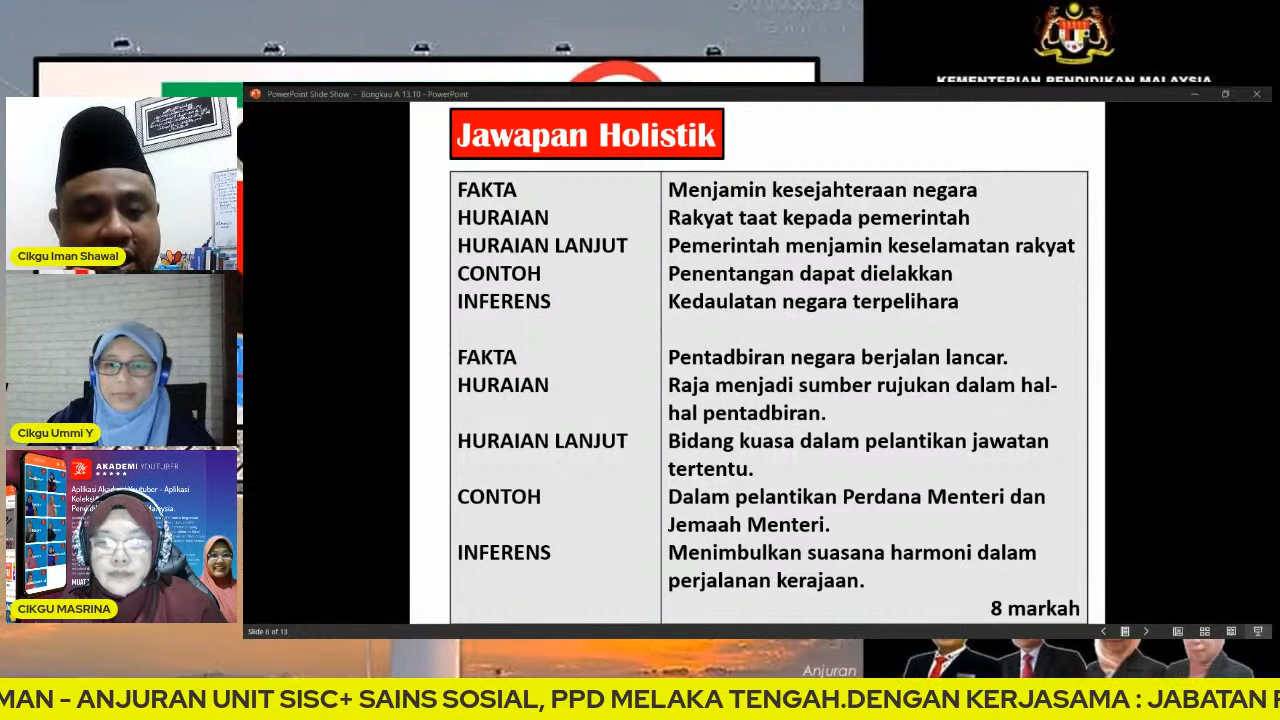 KEMENTERIAN PENDIDIKAN MALAYSIA
PowerPoint Slide Show - Bongkau A 13.10 - PowerPoint
Jawapan Holistik
FAKTA Menjamin kesejahteraan negara
HURAIAN Rakyat taat kepada pemerintah
HURAIAN LANJUT Pemerintah menjamin keselamatan rakyat
CONTOH Penentangan dapat dielakkan
INFERENS Kedaulatan negara terpelihara
FAKTA Pentadbiran negara berjalan lancar.
HURAIAN Raja menjadi sumber rujukan dalam hal-
hal pentadbiran.
HURAIAN LANJUT Bidang kuasa dalam pelantikan jawatan
tertentu.
CONTOH Dalam pelantikan Perdana Menteri dan
Jemaah Menteri.
INFERENS Menimbulkan suasana harmoni dalam
perjalanan kerajaan.
8 markah
Slide 8 of 13
Cikgu Iman Shawal
Cikgu Ummi Y
AKADEMI YOUTUBER
CIKGU MASRINA
Anjuran
MAN - ANJURAN UNIT SISC+ SAINS SOSIAL, PPD MELAKA TENGAH.DENGAN KERJASAMA : JABATAN